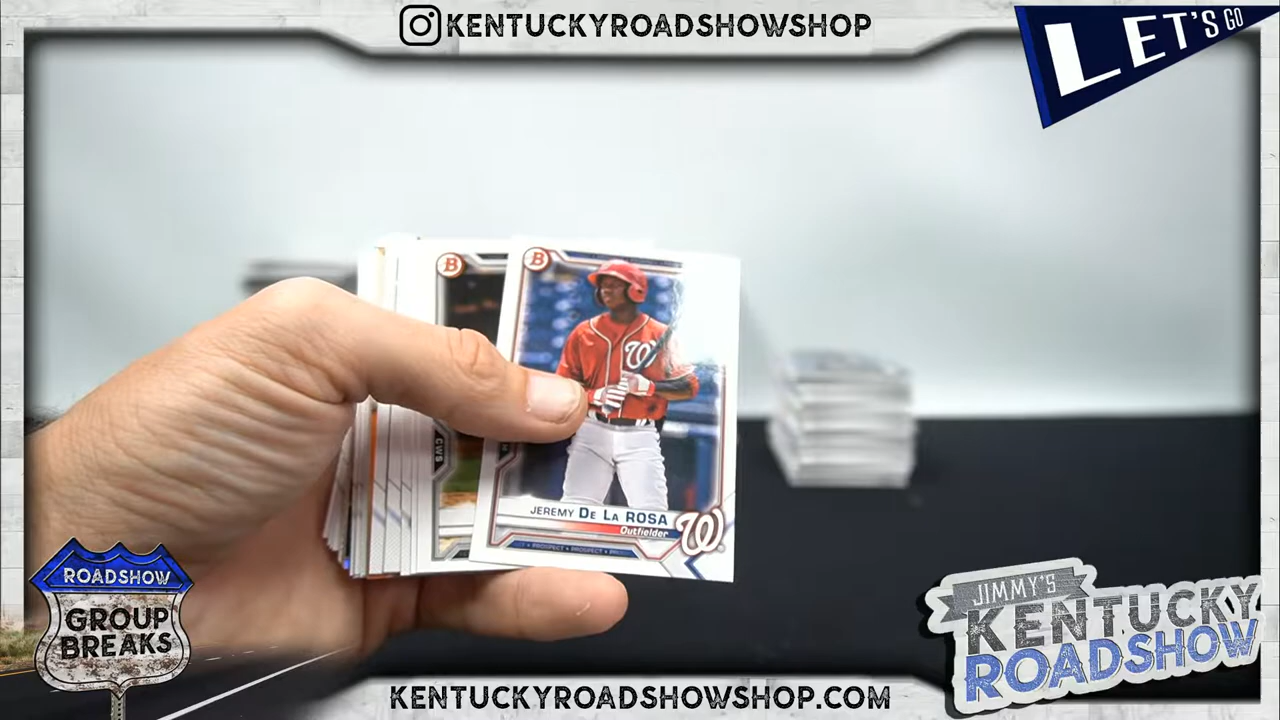 KENTUCKYROADSHOWSHOP
LET'S GO
B
B
W
CWS
JEREMY DE LA ROSA
Outfielder
PROSPECT • PROSPECT
W
ROADSHOW
GROUP
BREAKS
JIMMY'S
KENTUCKY
ROADSHOW
KENTUCKYROADSHOWSHOP.COM